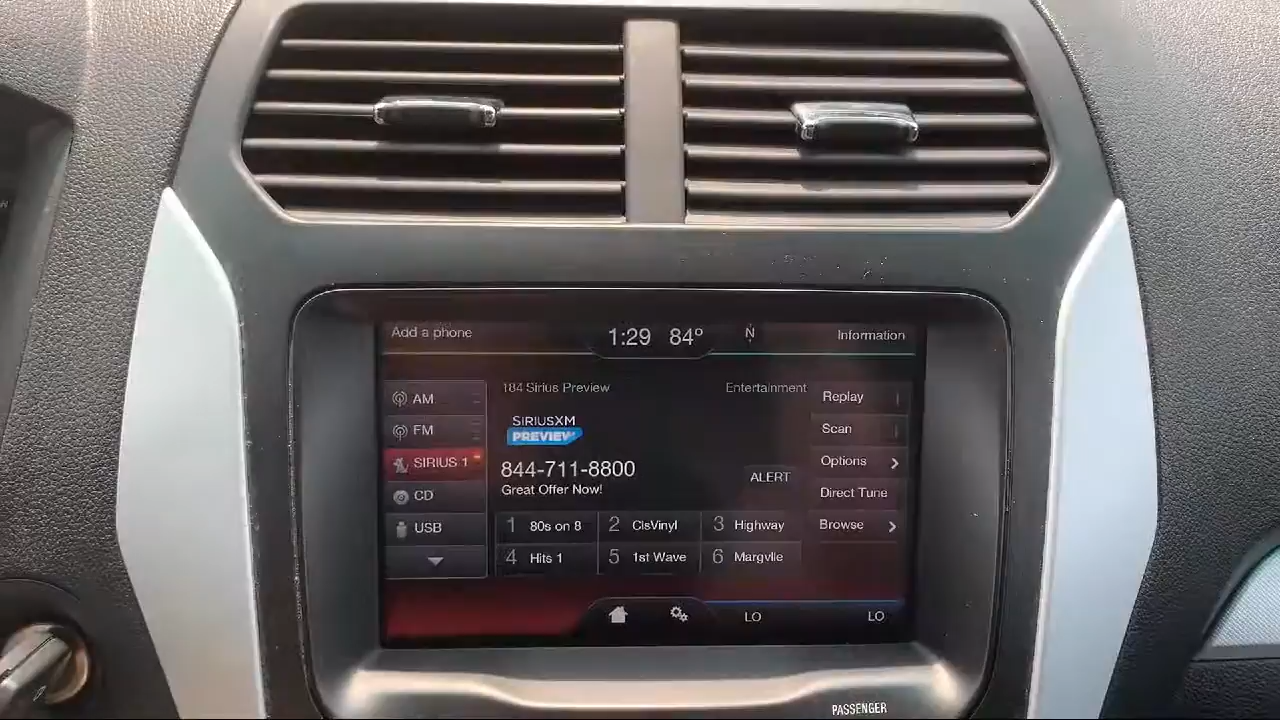 Add a phone
1:29 84° N
Information
184 Sirius Preview Entertainment
SIRIUSXM
PREVIEW
844-711-8800
Great Offer Now!
ALERT
AM
FM
SIRIUS 1
CD
USB
Replay
Scan
Options
Direct Tune
Browse
1 80s on 8 2 ClsVinyl 3 Highway
4 Hits 1 5 1st Wave 6 Margvlle
LO LO
PASSENGER